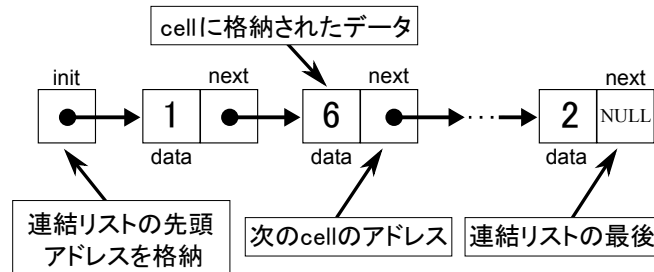 cellに格納されたデータ
init
next
next
next
1
6
···
2
NULL
data
data
data
連結リストの先頭
アドレスを格納
次のcellのアドレス
連結リストの最後